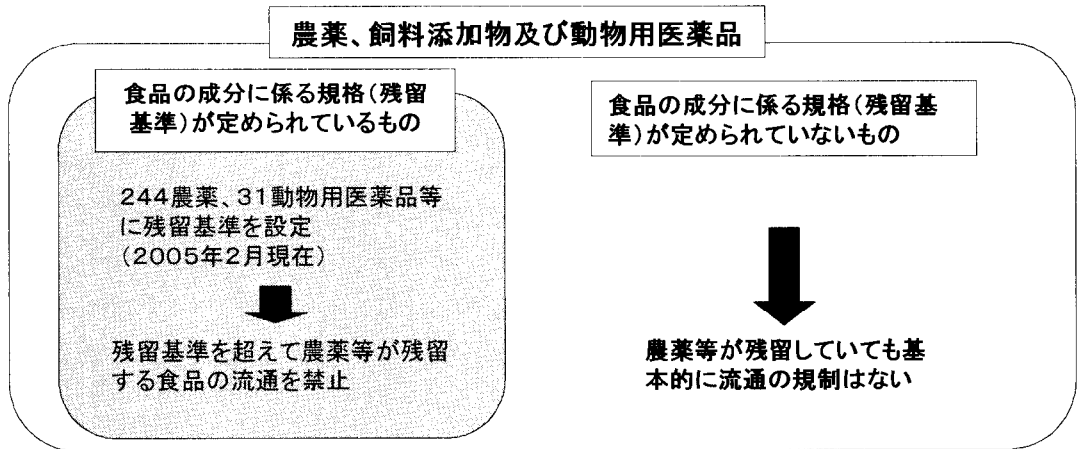 農薬、飼料添加物及び動物用医薬品
食品の成分に係る規格(残留
基準)が定められているもの
244農薬、31動物用医薬品等
に残留基準を設定
(2005年2月現在)
残留基準を超えて農薬等が残留
する食品の流通を禁止
食品の成分に係る規格(残留基
準)が定められていないもの
農薬等が残留していても基
本的に流通の規制はない